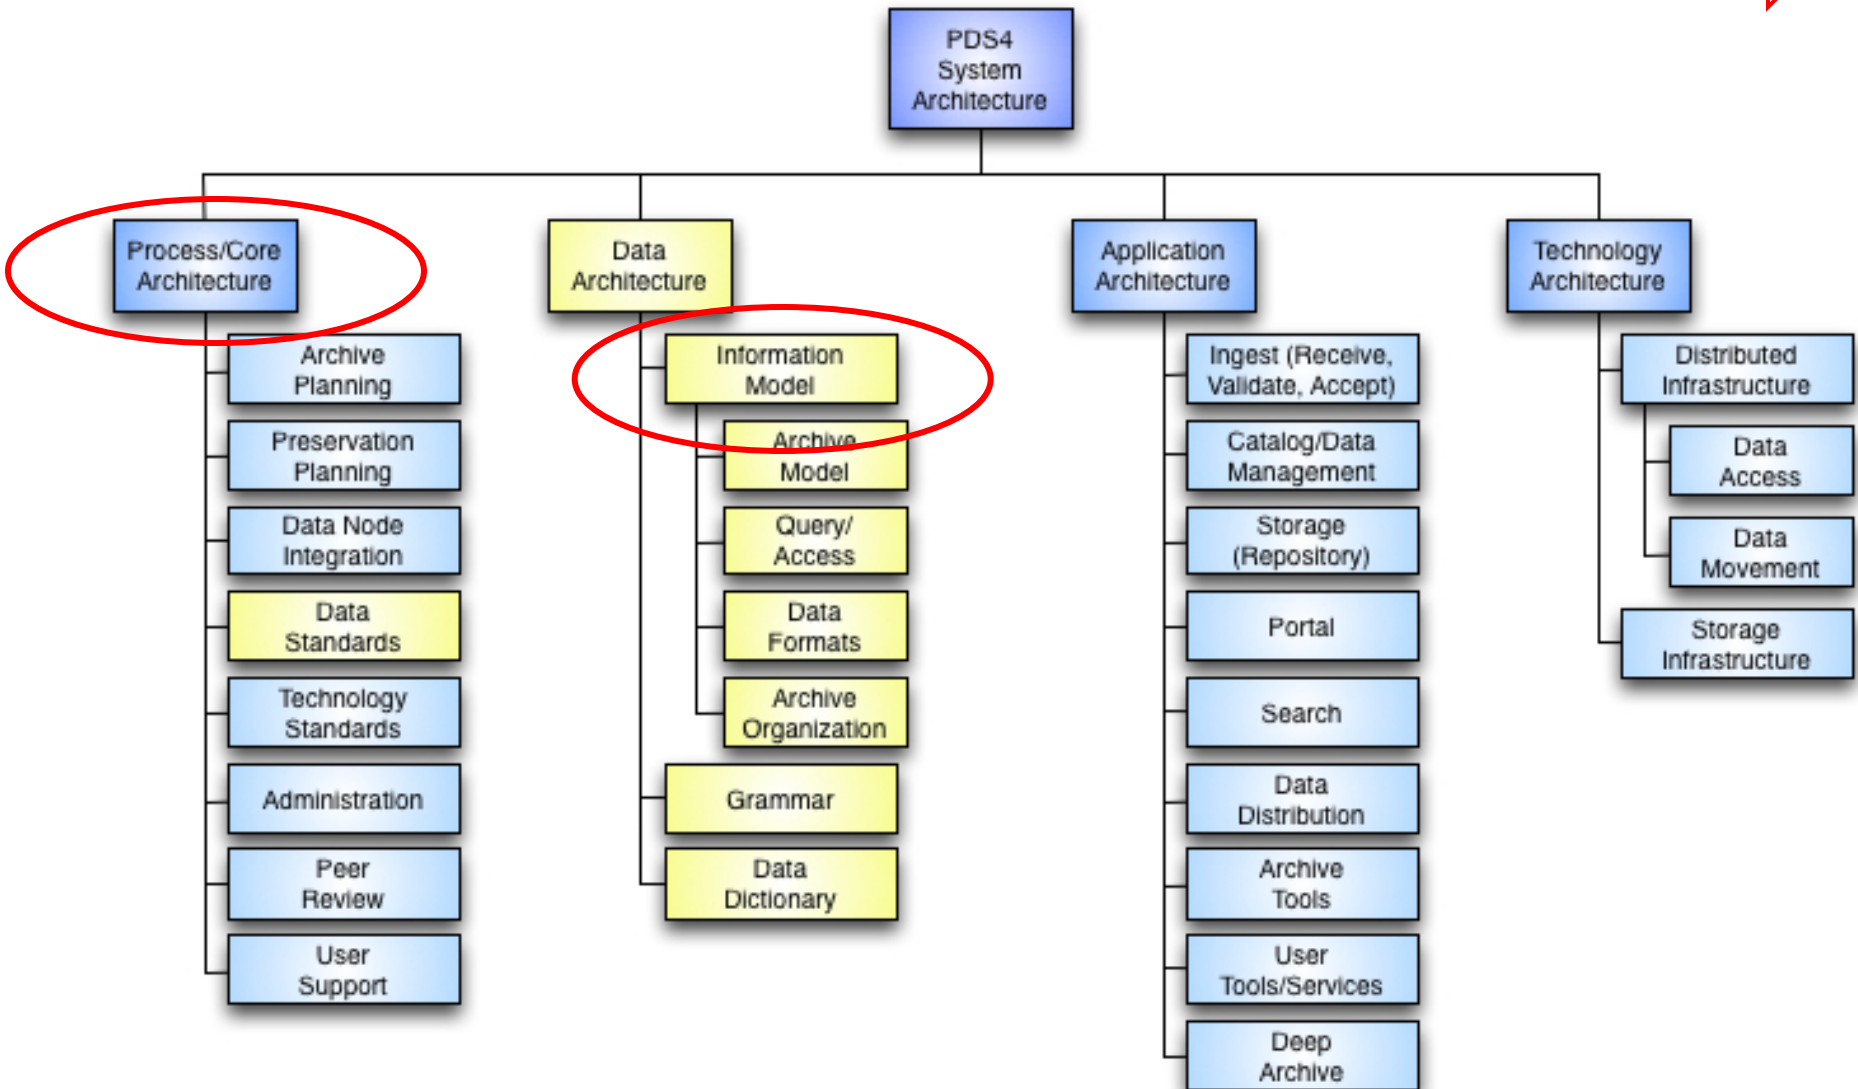 PDS4
System
Architecture
Process/Core
Architecture
Archive
Planning
Preservation
Planning
Data Node
Integration
Data
Standards
Technology
Standards
Administration
Peer
Review
User
Support
Data
Architecture
Information
Model
Archive
Model
Query/
Access
Data
Formats
Archive
Organization
Grammar
Data
Dictionary
Application
Architecture
Ingest (Receive,
Validate, Accept)
Catalog/Data
Management
Storage
(Repository)
Portal
Search
Data
Distribution
Archive
Tools
User
Tools/Services
Deep
Archive
Technology
Architecture
Distributed
Infrastructure
Data
Access
Data
Movement
Storage
Infrastructure